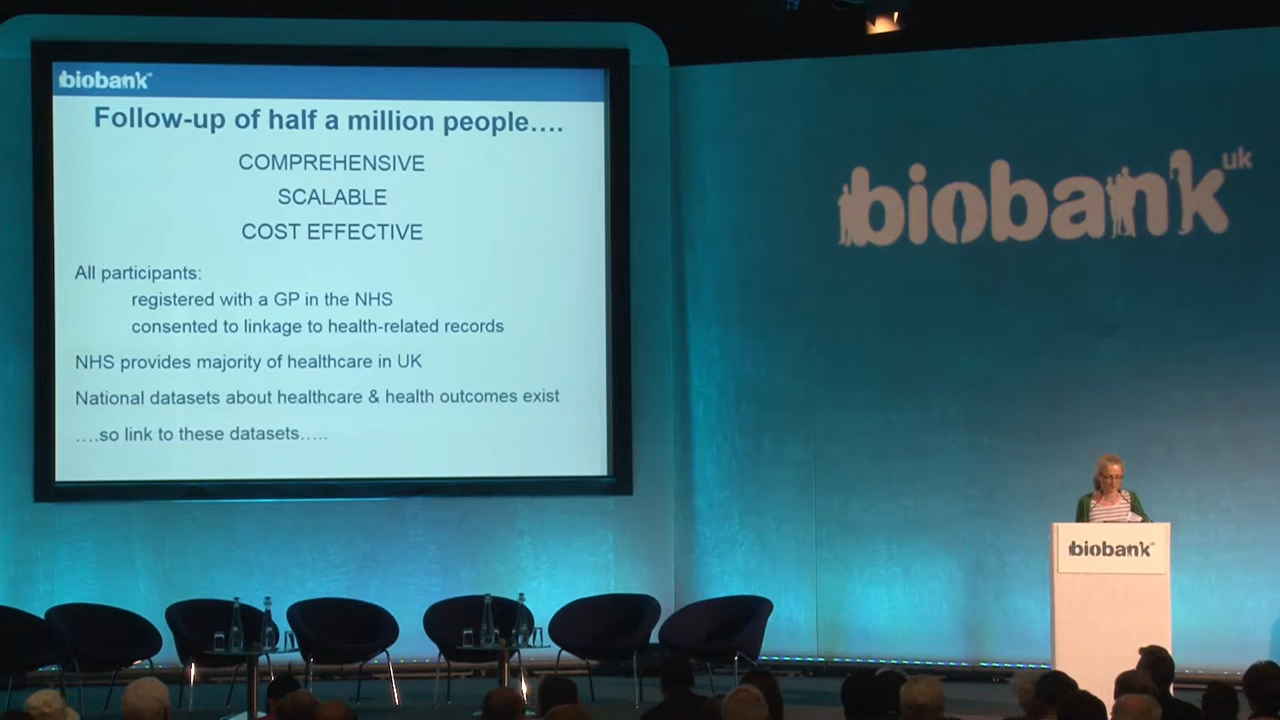 biobank
Follow-up of half a million people….
COMPREHENSIVE
SCALABLE
COST EFFECTIVE
All participants:
registered with a GP in the NHS
consented to linkage to health-related records
NHS provides majority of healthcare in UK
National datasets about healthcare & health outcomes exist
….so link to these datasets…..
biobank uk
biobank uk